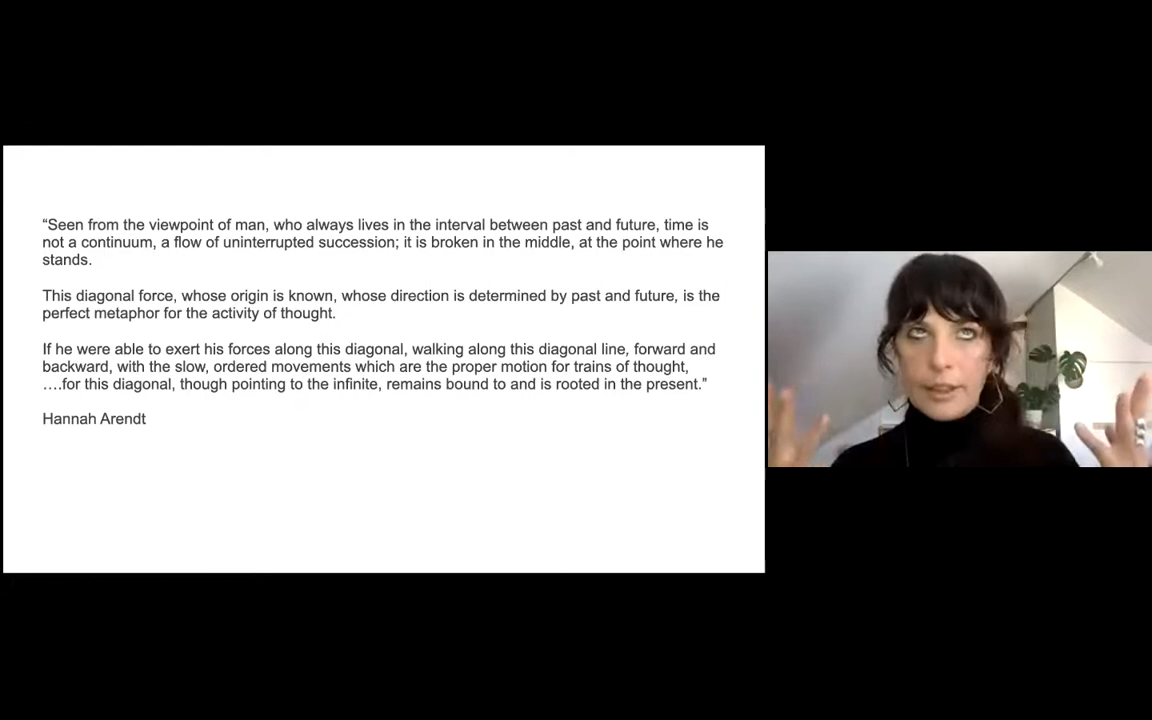 “Seen from the viewpoint of man, who always lives in the interval between past and future, time is
not a continuum, a flow of uninterrupted succession; it is broken in the middle, at the point where he
stands.
This diagonal force, whose origin is known, whose direction is determined by past and future, is the
perfect metaphor for the activity of thought.
If he were able to exert his forces along this diagonal, walking along this diagonal line, forward and
backward, with the slow, ordered movements which are the proper motion for trains of thought,
….for this diagonal, though pointing to the infinite, remains bound to and is rooted in the present.”
Hannah Arendt